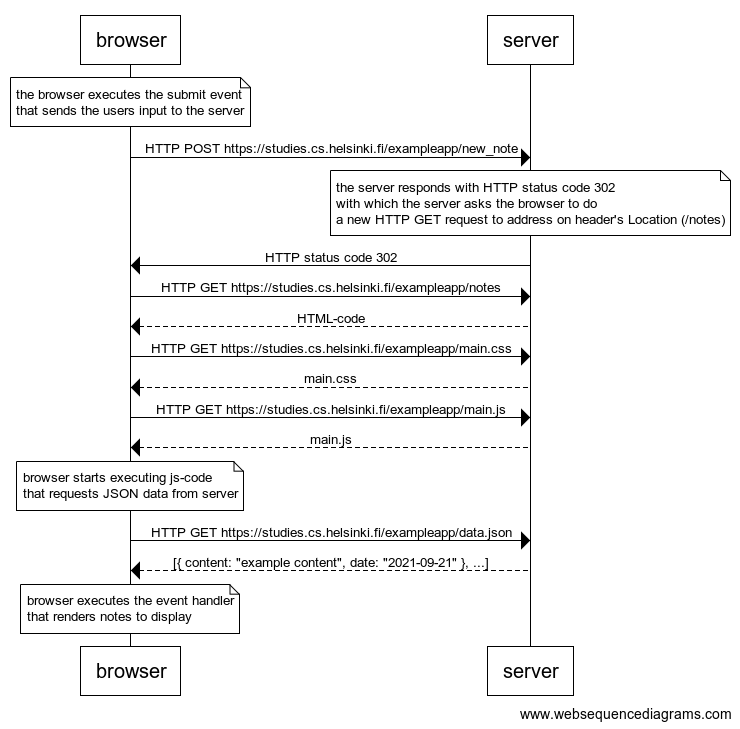 browser
server
the browser executes the submit event
that sends the users input to the server
HTTP POST https://studies.cs.helsinki.fi/exampleapp/new_note
the server responds with HTTP status code 302
with which the server asks the browser to do
a new HTTP GET request to address on header's Location (/notes)
HTTP status code 302
HTTP GET https://studies.cs.helsinki.fi/exampleapp/notes
HTML-code
HTTP GET https://studies.cs.helsinki.fi/exampleapp/main.css
main.css
HTTP GET https://studies.cs.helsinki.fi/exampleapp/main.js
main.js
browser starts executing js-code
that requests JSON data from server
HTTP GET https://studies.cs.helsinki.fi/exampleapp/data.json
[{ content: "example content", date: "2021-09-21" }, ...]
browser executes the event handler
that renders notes to display
browser
server
www.websequencediagrams.com